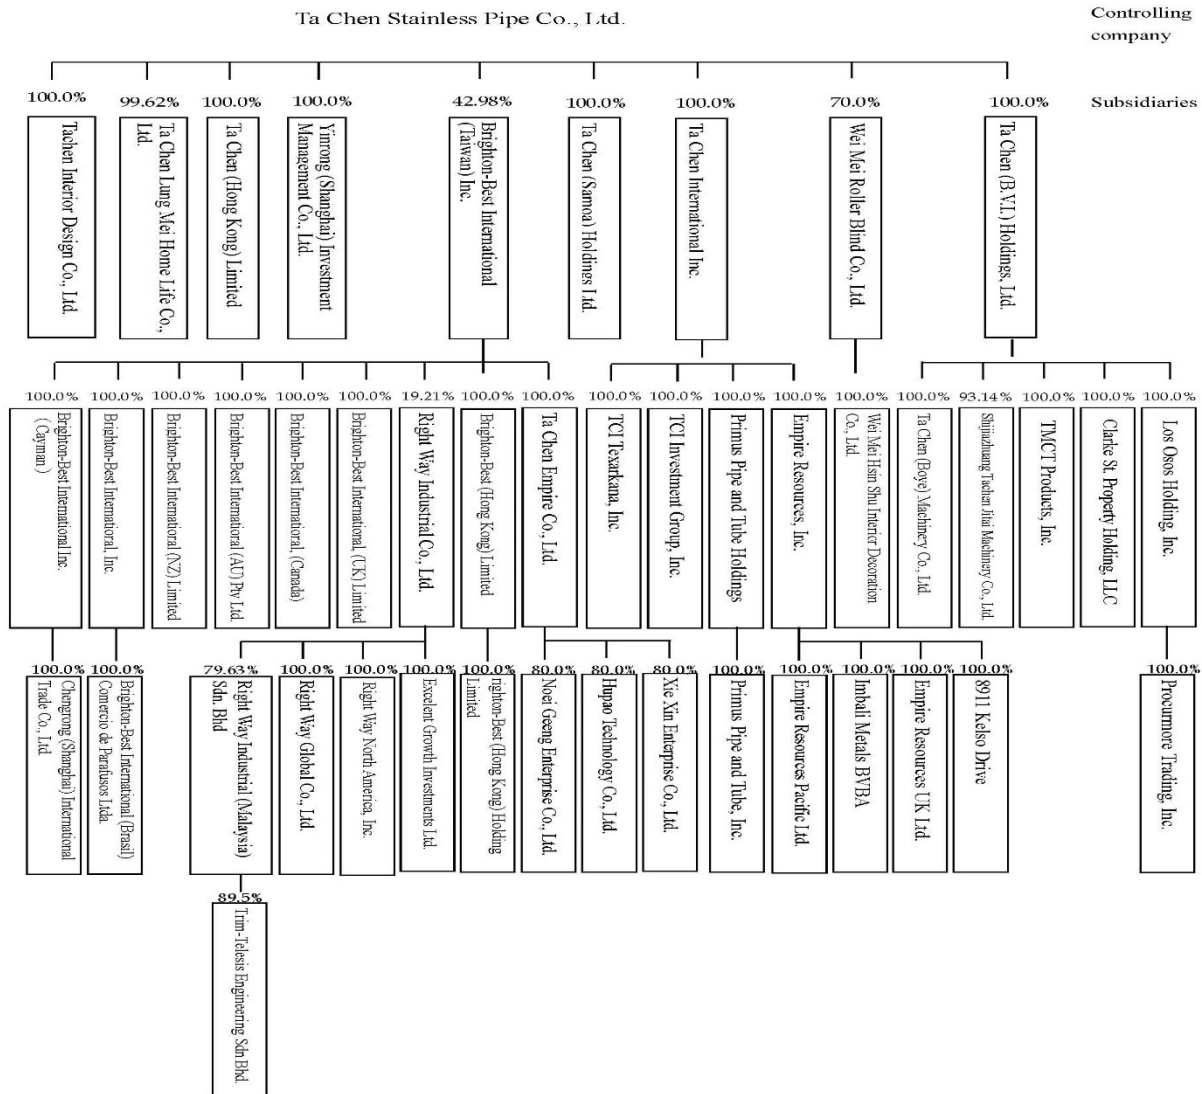 Ta Chen Stainless Pipe Co., Ltd.
Controlling
company
100.0%
99.62%
100.0%
100.0%
42.98%
100.0%
100.0%
70.0%
100.0%
Subsidiaries
Tachen Interior Design Co., Ltd.
Ta Chen Lung Mei Home Life Co.,
Ltd.
Ta Chen (Hong Kong) Limited
Yinrong (Shanghai) Investment
Management Co., Ltd.
Brighton-Best International
(Taiwan) Inc.
Ta Chen (Samoa) Holdings Ltd.
Ta Chen International Inc.
Wei Mei Roller Blind Co., Ltd.
Ta Chen (B.V.I.) Holdings, Ltd.
100.0%
100.0%
100.0%
100.0%
100.0%
100.0%
19.21%
100.0%
100.0%
100.0%
100.0%
100.0%
100.0%
100.0%
100.0%
93.14%
100.0%
100.0%
100.0%
Brighton-Best International Inc.
(Cayman)
Brighton-Best International, Inc.
Brighton-Best International (NZ) Limited
Brighton-Best International (AU) Pty Ltd.
Brighton-Best International, (Canada)
Brighton-Best International, (UK) Limited
Right Way Industrial Co., Ltd.
Brighton-Best (Hong Kong) Limited
Ta Chen Empire Co., Ltd.
TCI Texarkana, Inc.
TCI Investment Group, Inc.
Primus Pipe and Tube Holdings
Empire Resources, Inc.
Wei Mei Hsin Shu Interior Decoration
Co., Ltd.
Ta Chen (Boye) Machinery Co., Ltd.
Shijiazhuang Tachen Jitai Machinery Co., Ltd.
TMCT Products, Inc.
Clarke St. Property Holding, LLC
Los Osos Holding, Inc.
100.0%
100.0%
79.63%
100.0%
100.0%
100.0%
100.0%
80.0%
80.0%
80.0%
100.0%
100.0%
100.0%
100.0%
100.0%
100.0%
Chengrong (Shanghai) International
Trade Co., Ltd.
Brighton-Best International (Brasil)
Comercio de Parafusos Ltda.
Right Way Industrial (Malaysia)
Sdn. Bhd
Right Way Global Co., Ltd.
Right Way North America, Inc.
Excelent Growth Investments Ltd.
righton-Best (Hong Kong) Holding
Limited
Noei Geeng Enterprise Co., Ltd.
Hupao Technology Co., Ltd.
Xie Xin Enterprise Co., Ltd.
Primus Pipe and Tube, Inc.
Empire Resources Pacific Ltd.
Imbali Metals BVBA
Empire Resources UK Ltd.
8911 Kelso Drive
Procurmore Trading, Inc.
89.5%
Trim-Telesis Engineering Sdn Bhd.